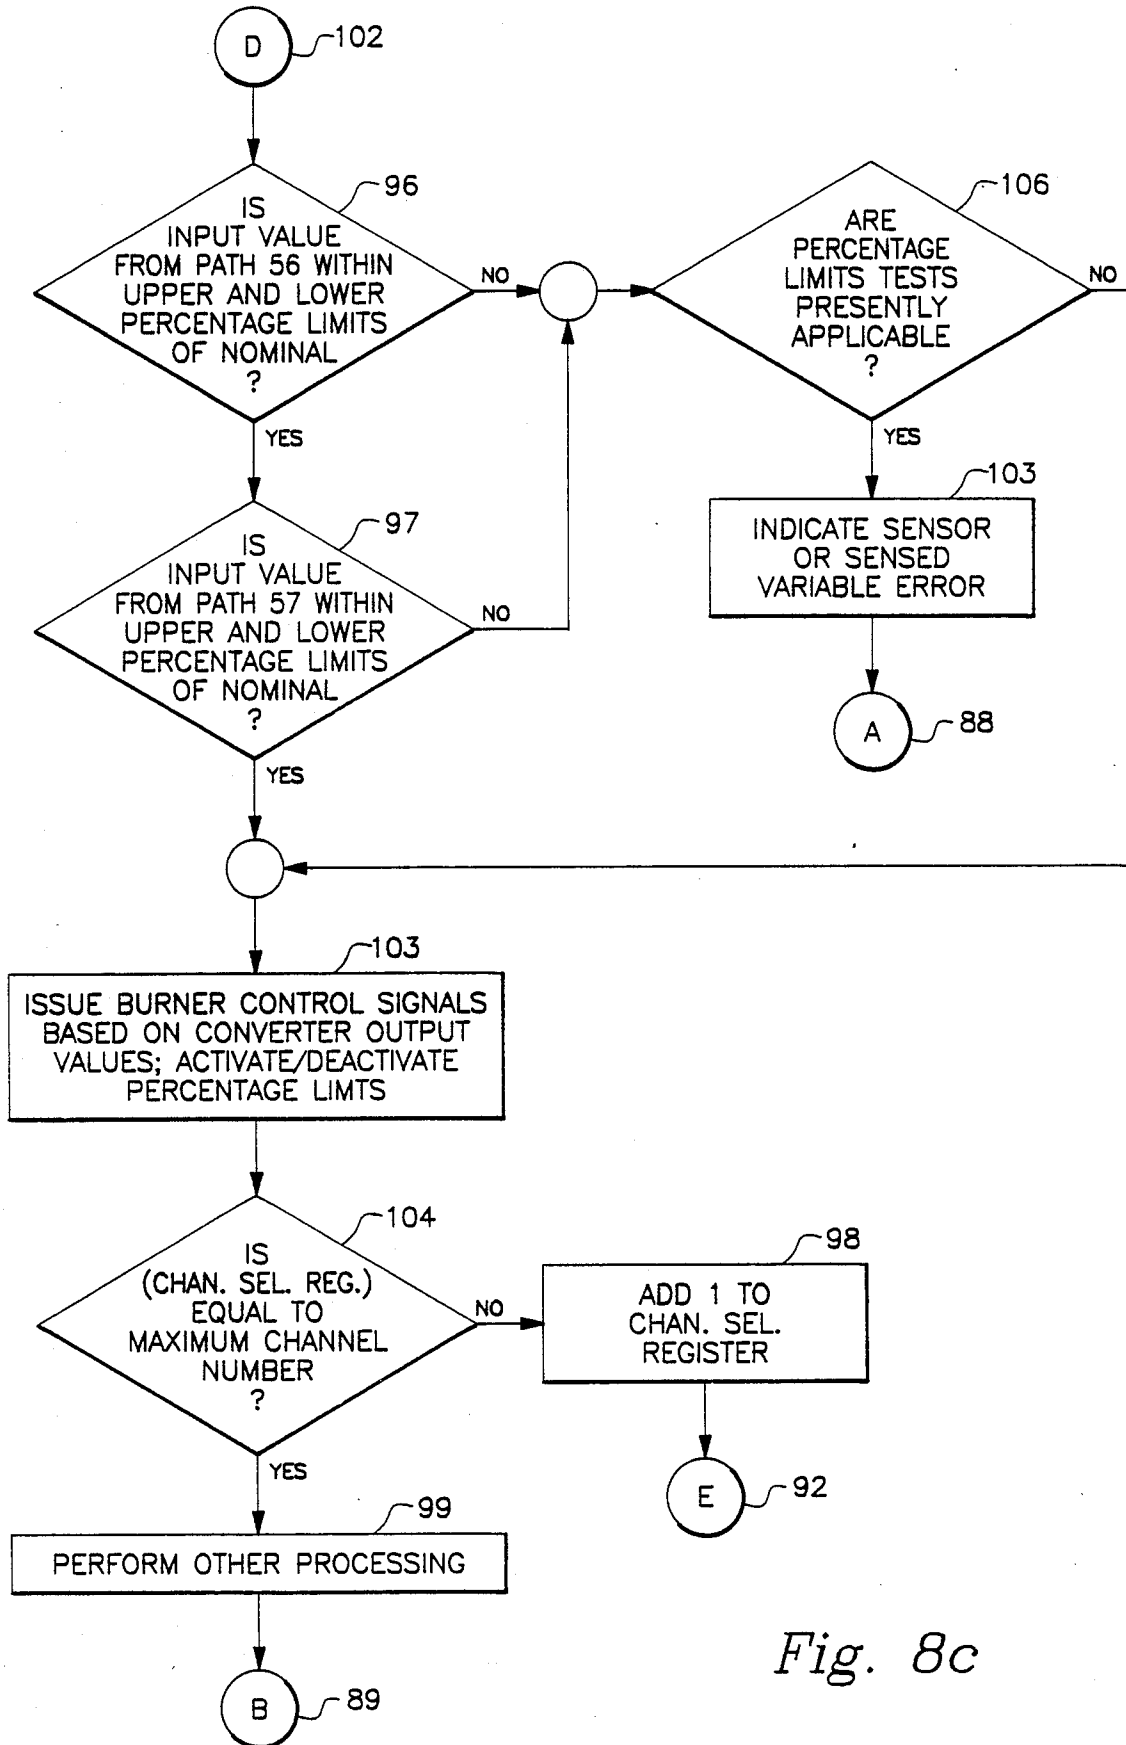 D
102
96
IS
INPUT VALUE
FROM PATH 56 WITHIN
UPPER AND LOWER
PERCENTAGE LIMITS
OF NOMINAL
?
NO
YES
106
ARE
PERCENTAGE
LIMITS TESTS
PRESENTLY
APPLICABLE
?
NO
YES
97
IS
INPUT VALUE
FROM PATH 57 WITHIN
UPPER AND LOWER
PERCENTAGE LIMITS
OF NOMINAL
?
NO
YES
103
INDICATE SENSOR
OR SENSED
VARIABLE ERROR
A
88
103
ISSUE BURNER CONTROL SIGNALS
BASED ON CONVERTER OUTPUT
VALUES; ACTIVATE/DEACTIVATE
PERCENTAGE LIMTS
104
IS
(CHAN. SEL. REG.)
EQUAL TO
MAXIMUM CHANNEL
NUMBER
?
NO
YES
98
ADD 1 TO
CHAN. SEL.
REGISTER
E
92
99
PERFORM OTHER PROCESSING
B
89
Fig. 8c